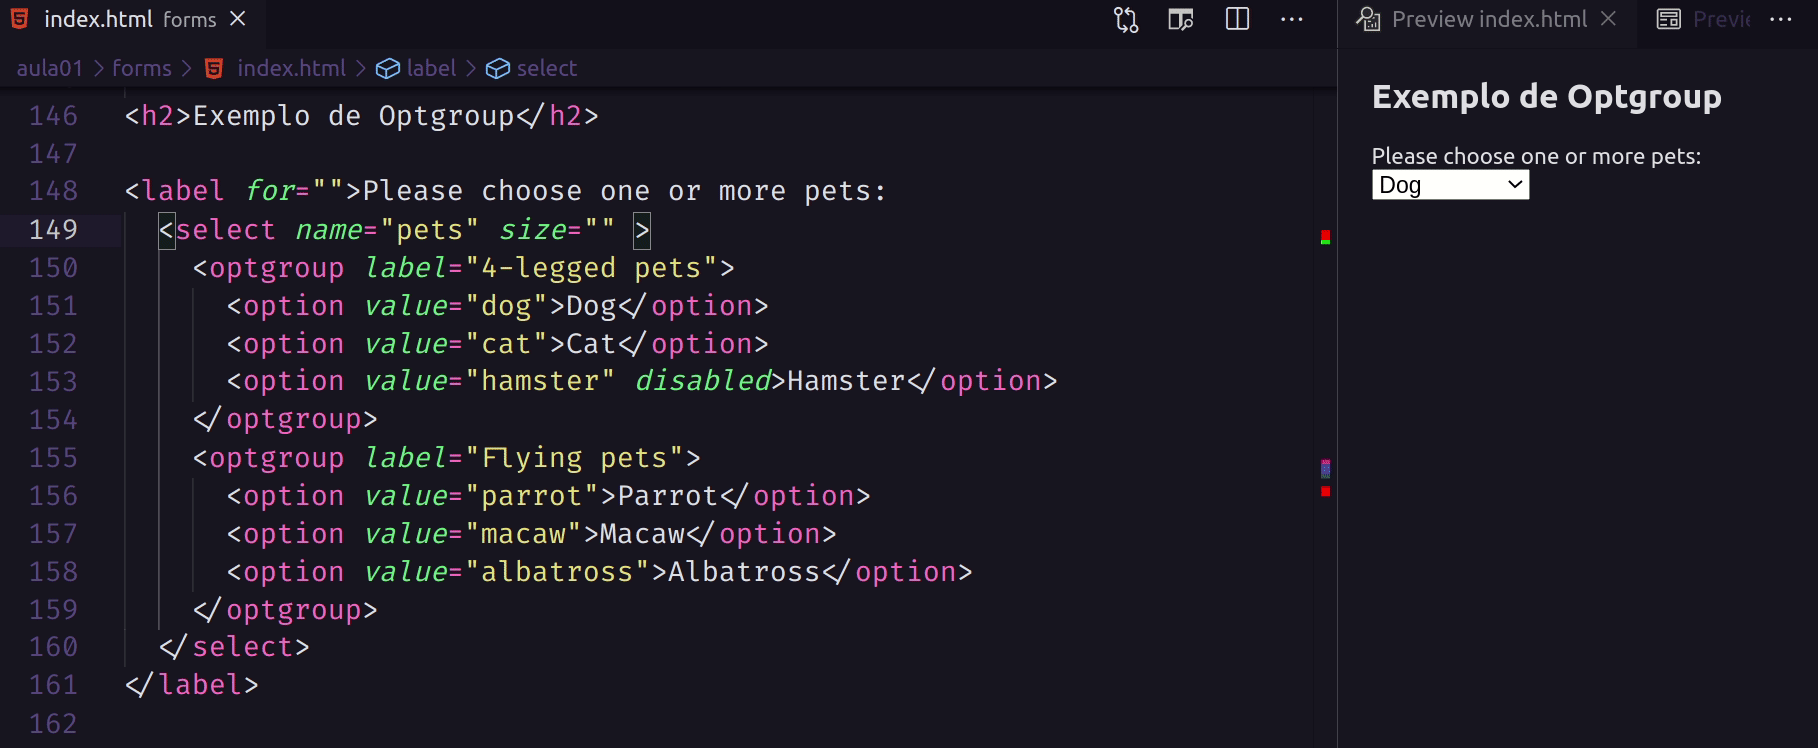 index.html forms
Preview index.html
Previe
aula01 > forms > index.html > label > select
146 <h2>Exemplo de Optgroup</h2>
147
148 <label for="">Please choose one or more pets:
149 <select name="pets" size="" >
150 <optgroup label="4-legged pets">
151 <option value="dog">Dog</option>
152 <option value="cat">Cat</option>
153 <option value="hamster" disabled>Hamster</option>
154 </optgroup>
155 <optgroup label="Flying pets">
156 <option value="parrot">Parrot</option>
157 <option value="macaw">Macaw</option>
158 <option value="albatross">Albatross</option>
159 </optgroup>
160 </select>
161 </label>
162
Exemplo de Optgroup
Please choose one or more pets:
Dog